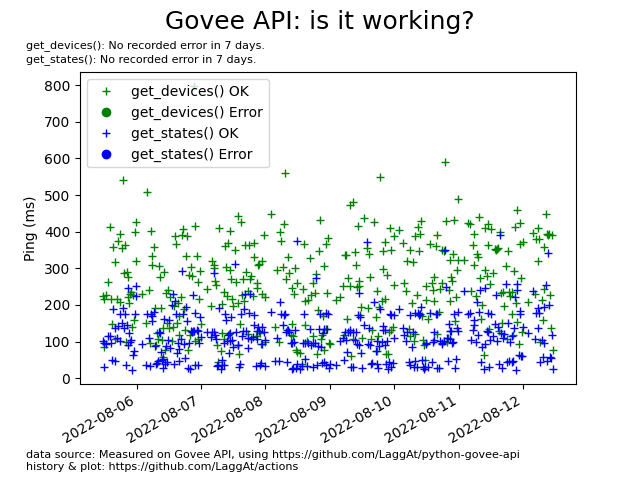 Govee API: is it working?
get_devices(): No recorded error in 7 days.
get_states(): No recorded error in 7 days.
get_devices() OK
get_devices() Error
get_states() OK
get_states() Error
Ping (ms)
800
700
600
500
400
300
200
100
0
2022-08-06
2022-08-07
2022-08-08
2022-08-09
2022-08-10
2022-08-11
2022-08-12
data source: Measured on Govee API, using https://github.com/LaggAt/python-govee-api
history & plot: https://github.com/LaggAt/actions